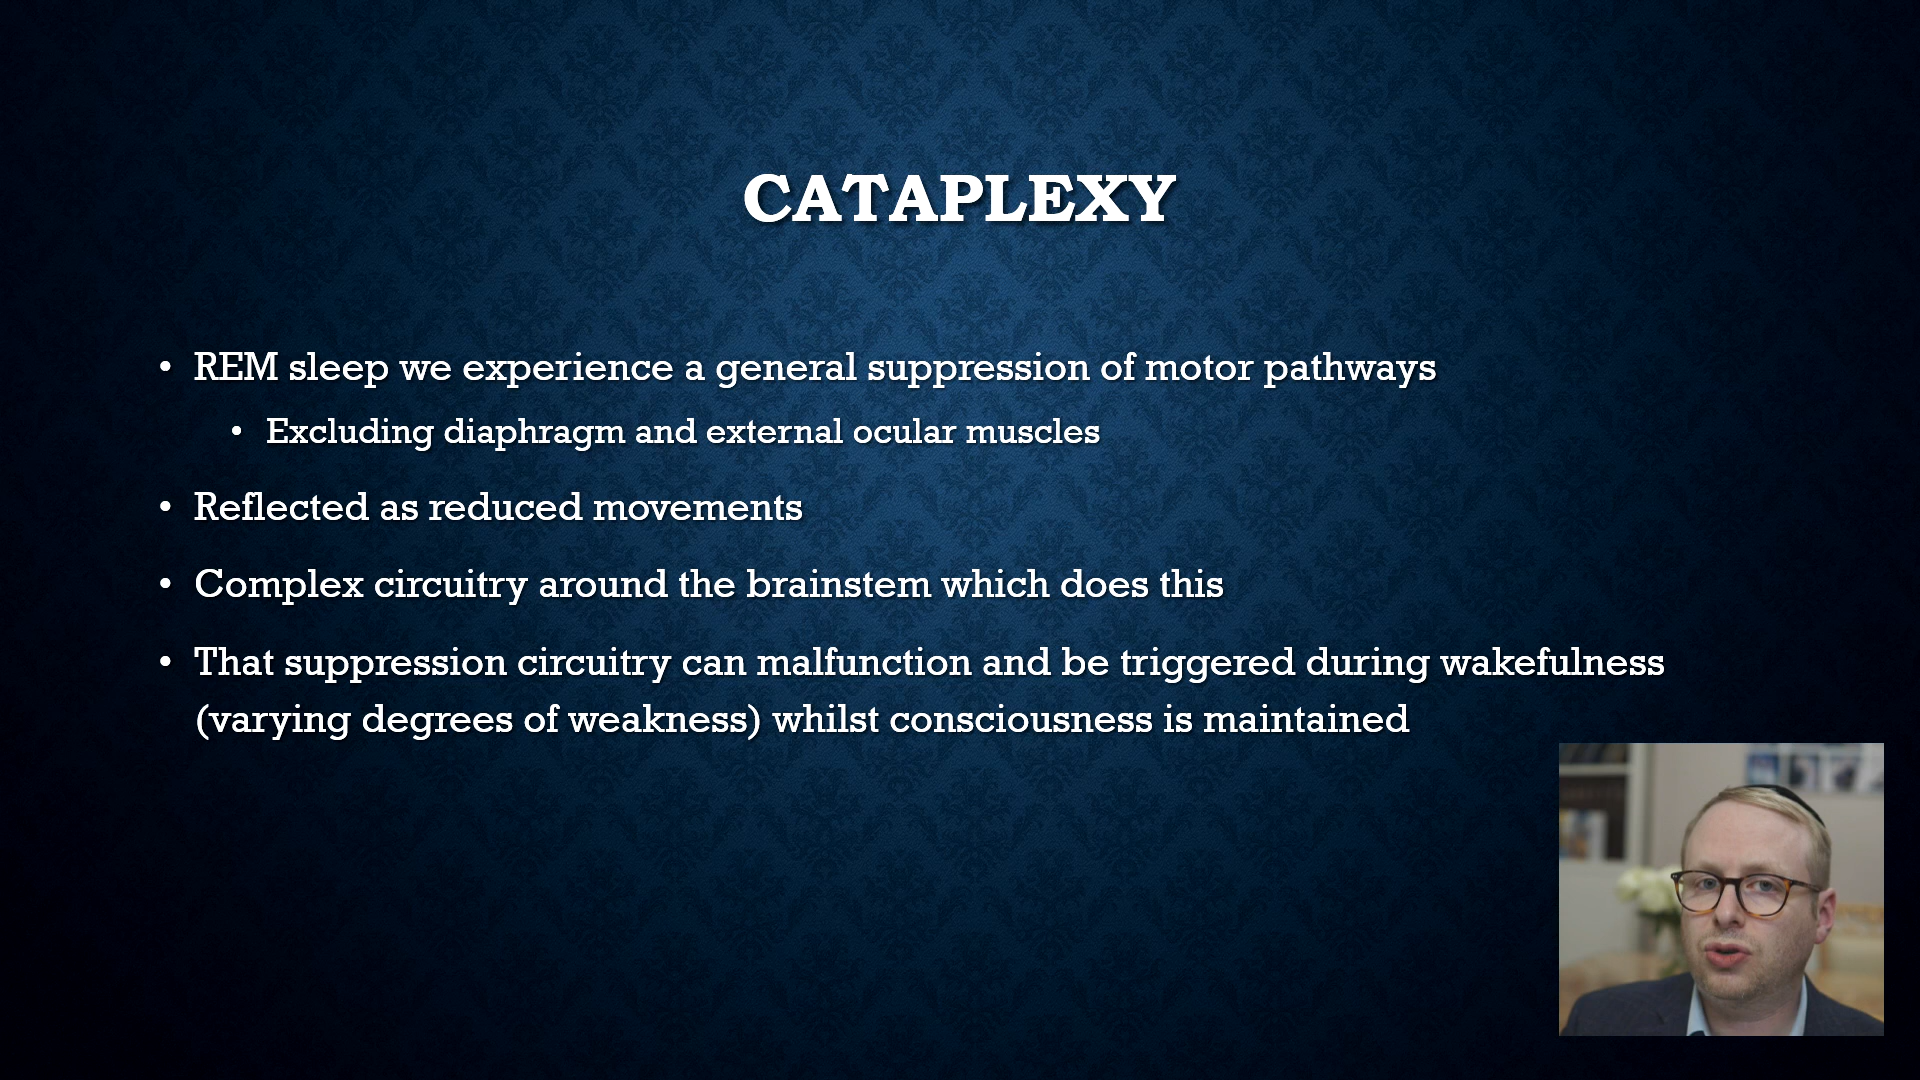 CATAPLEXY
• REM sleep we experience a general suppression of motor pathways
• Excluding diaphragm and external ocular muscles
• Reflected as reduced movements
• Complex circuitry around the brainstem which does this
• That suppression circuitry can malfunction and be triggered during wakefulness
(varying degrees of weakness) whilst consciousness is maintained